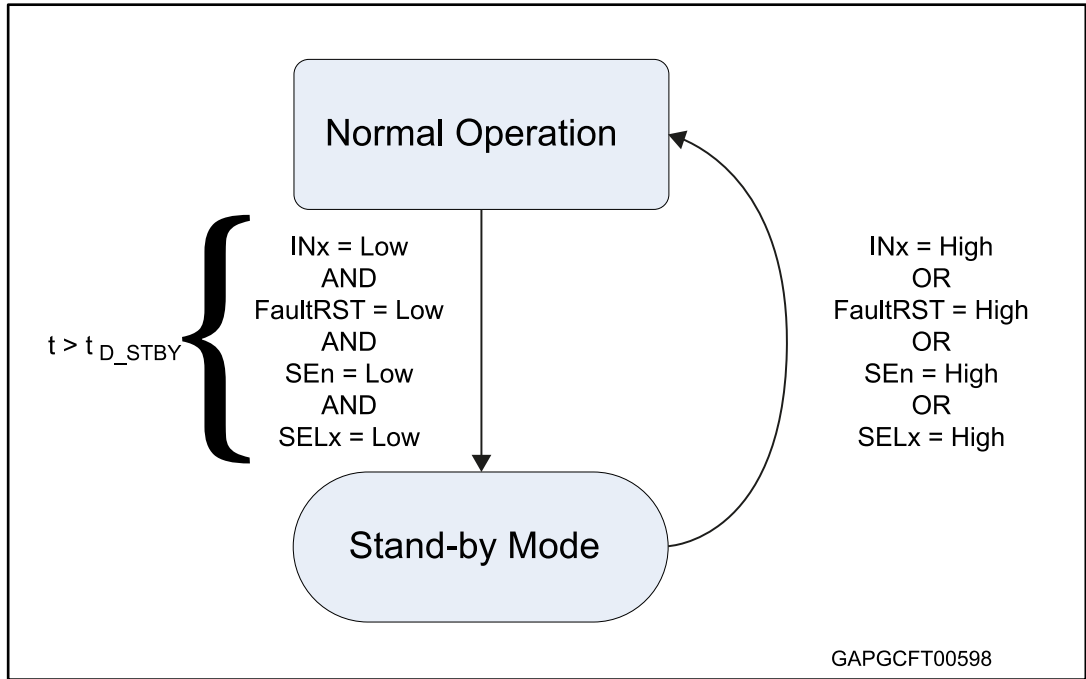 Normal Operation
t > t D_STBY
INx = Low
AND
FaultRST = Low
AND
SEn = Low
AND
SELx = Low
INx = High
OR
FaultRST = High
OR
SEn = High
OR
SELx = High
Stand-by Mode
GAPGCFT00598